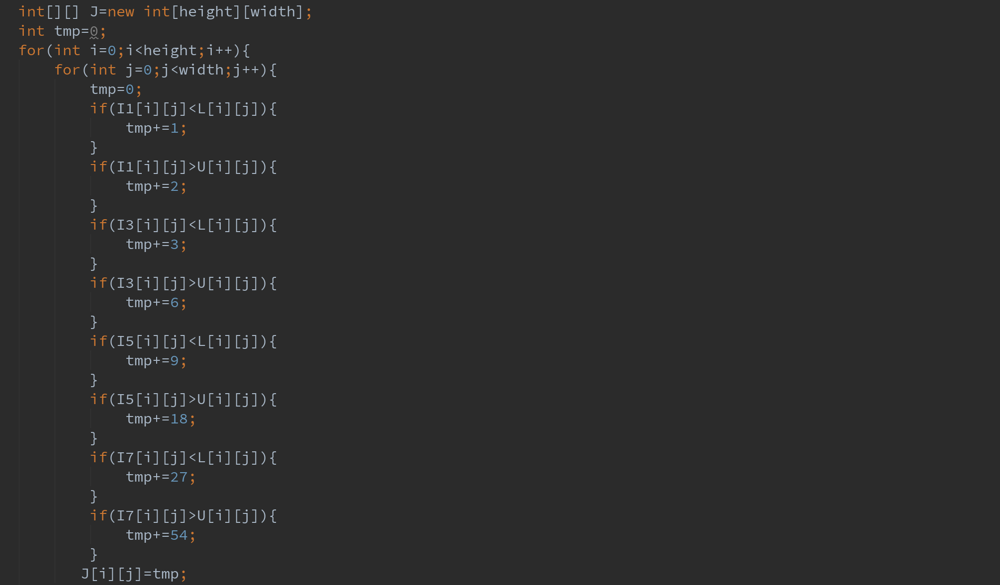 int[][] J=new int[height][width];
int tmp=0;
for(int i=0;i<height;i++){
    for(int j=0;j<width;j++){
        tmp=0;
        if(I1[i][j]<L[i][j]){
            tmp+=1;
        }
        if(I1[i][j]>U[i][j]){
            tmp+=2;
        }
        if(I3[i][j]<L[i][j]){
            tmp+=3;
        }
        if(I3[i][j]>U[i][j]){
            tmp+=6;
        }
        if(I5[i][j]<L[i][j]){
            tmp+=9;
        }
        if(I5[i][j]>U[i][j]){
            tmp+=18;
        }
        if(I7[i][j]<L[i][j]){
            tmp+=27;
        }
        if(I7[i][j]>U[i][j]){
            tmp+=54;
        }
       J[i][j]=tmp;